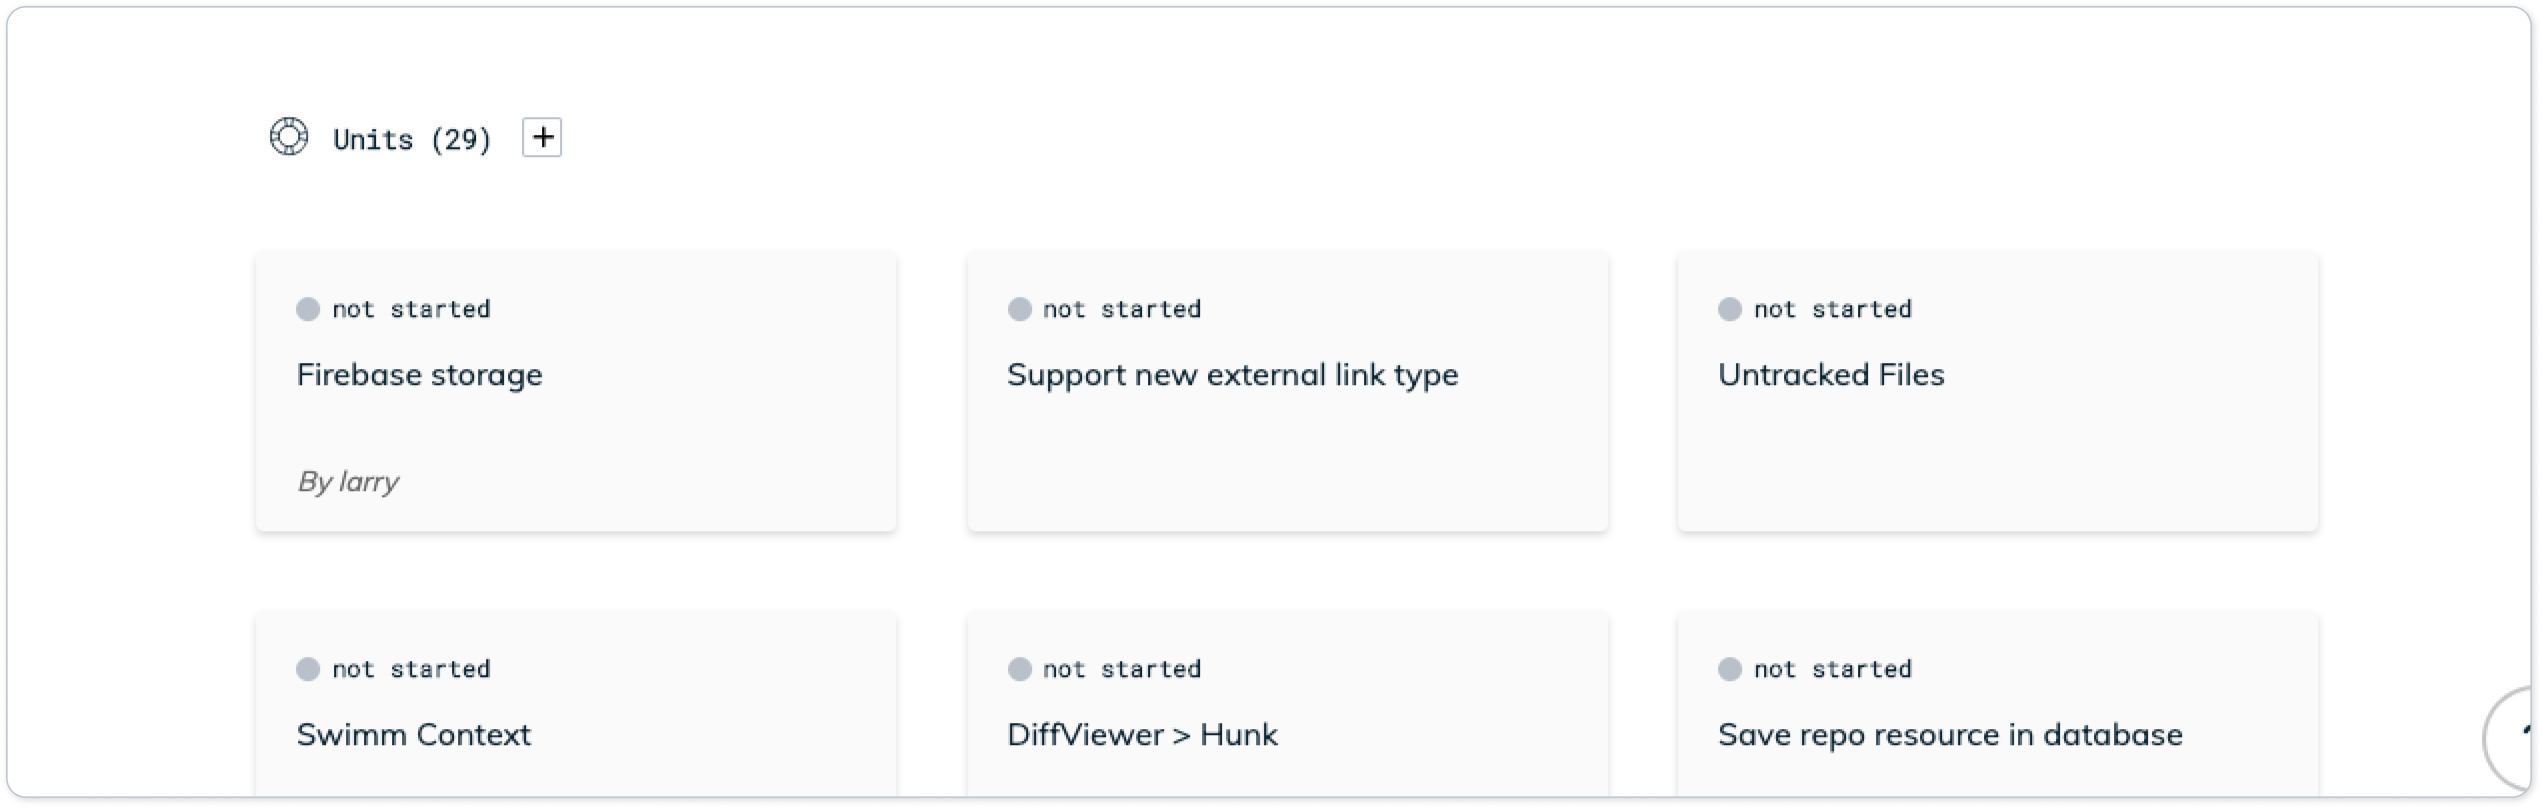 Units (29) +
not started
Firebase storage
By larry
not started
Support new external link type
not started
Untracked Files
not started
Swimm Context
not started
DiffViewer > Hunk
not started
Save repo resource in database